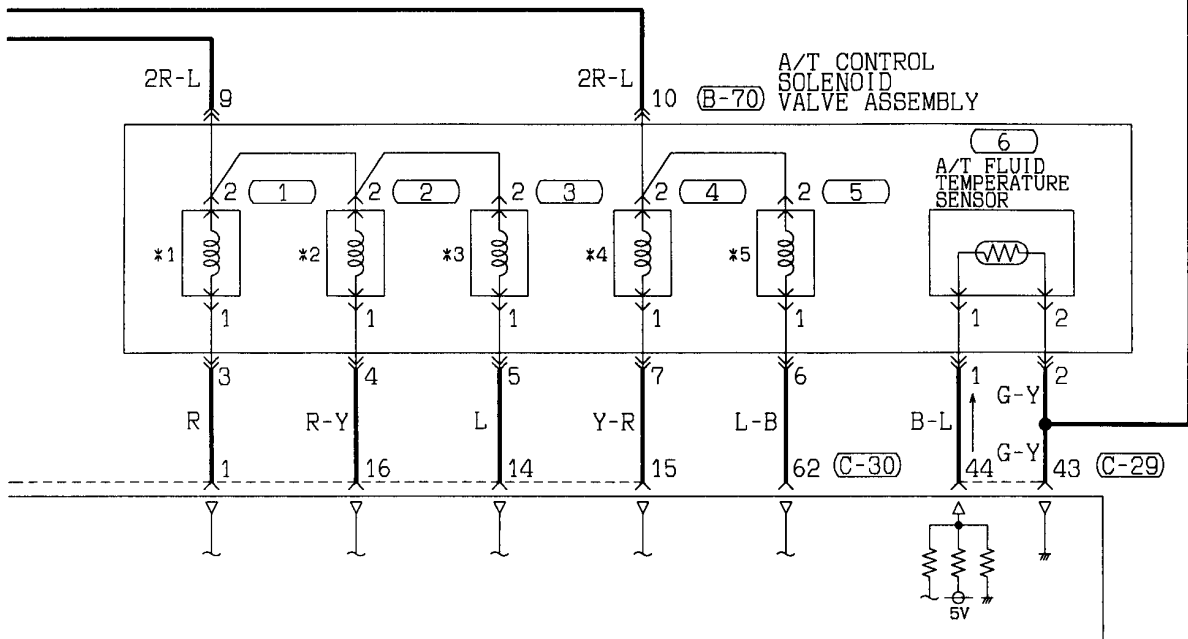 A/T CONTROL
SOLENOID
VALVE ASSEMBLY
2R-L 2R-L
9 10 B-70
6
A/T FLUID
TEMPERATURE
SENSOR
2 1 2 2 2 3 2 4 2 5
*1 *2 *3 *4 *5
1 1 1 1 1 1 2
3 4 5 7 6 1 2
G-Y
R R-Y L Y-R L-B B-L
G-Y
1 16 14 15 62 C-30 44 43 C-29
5V